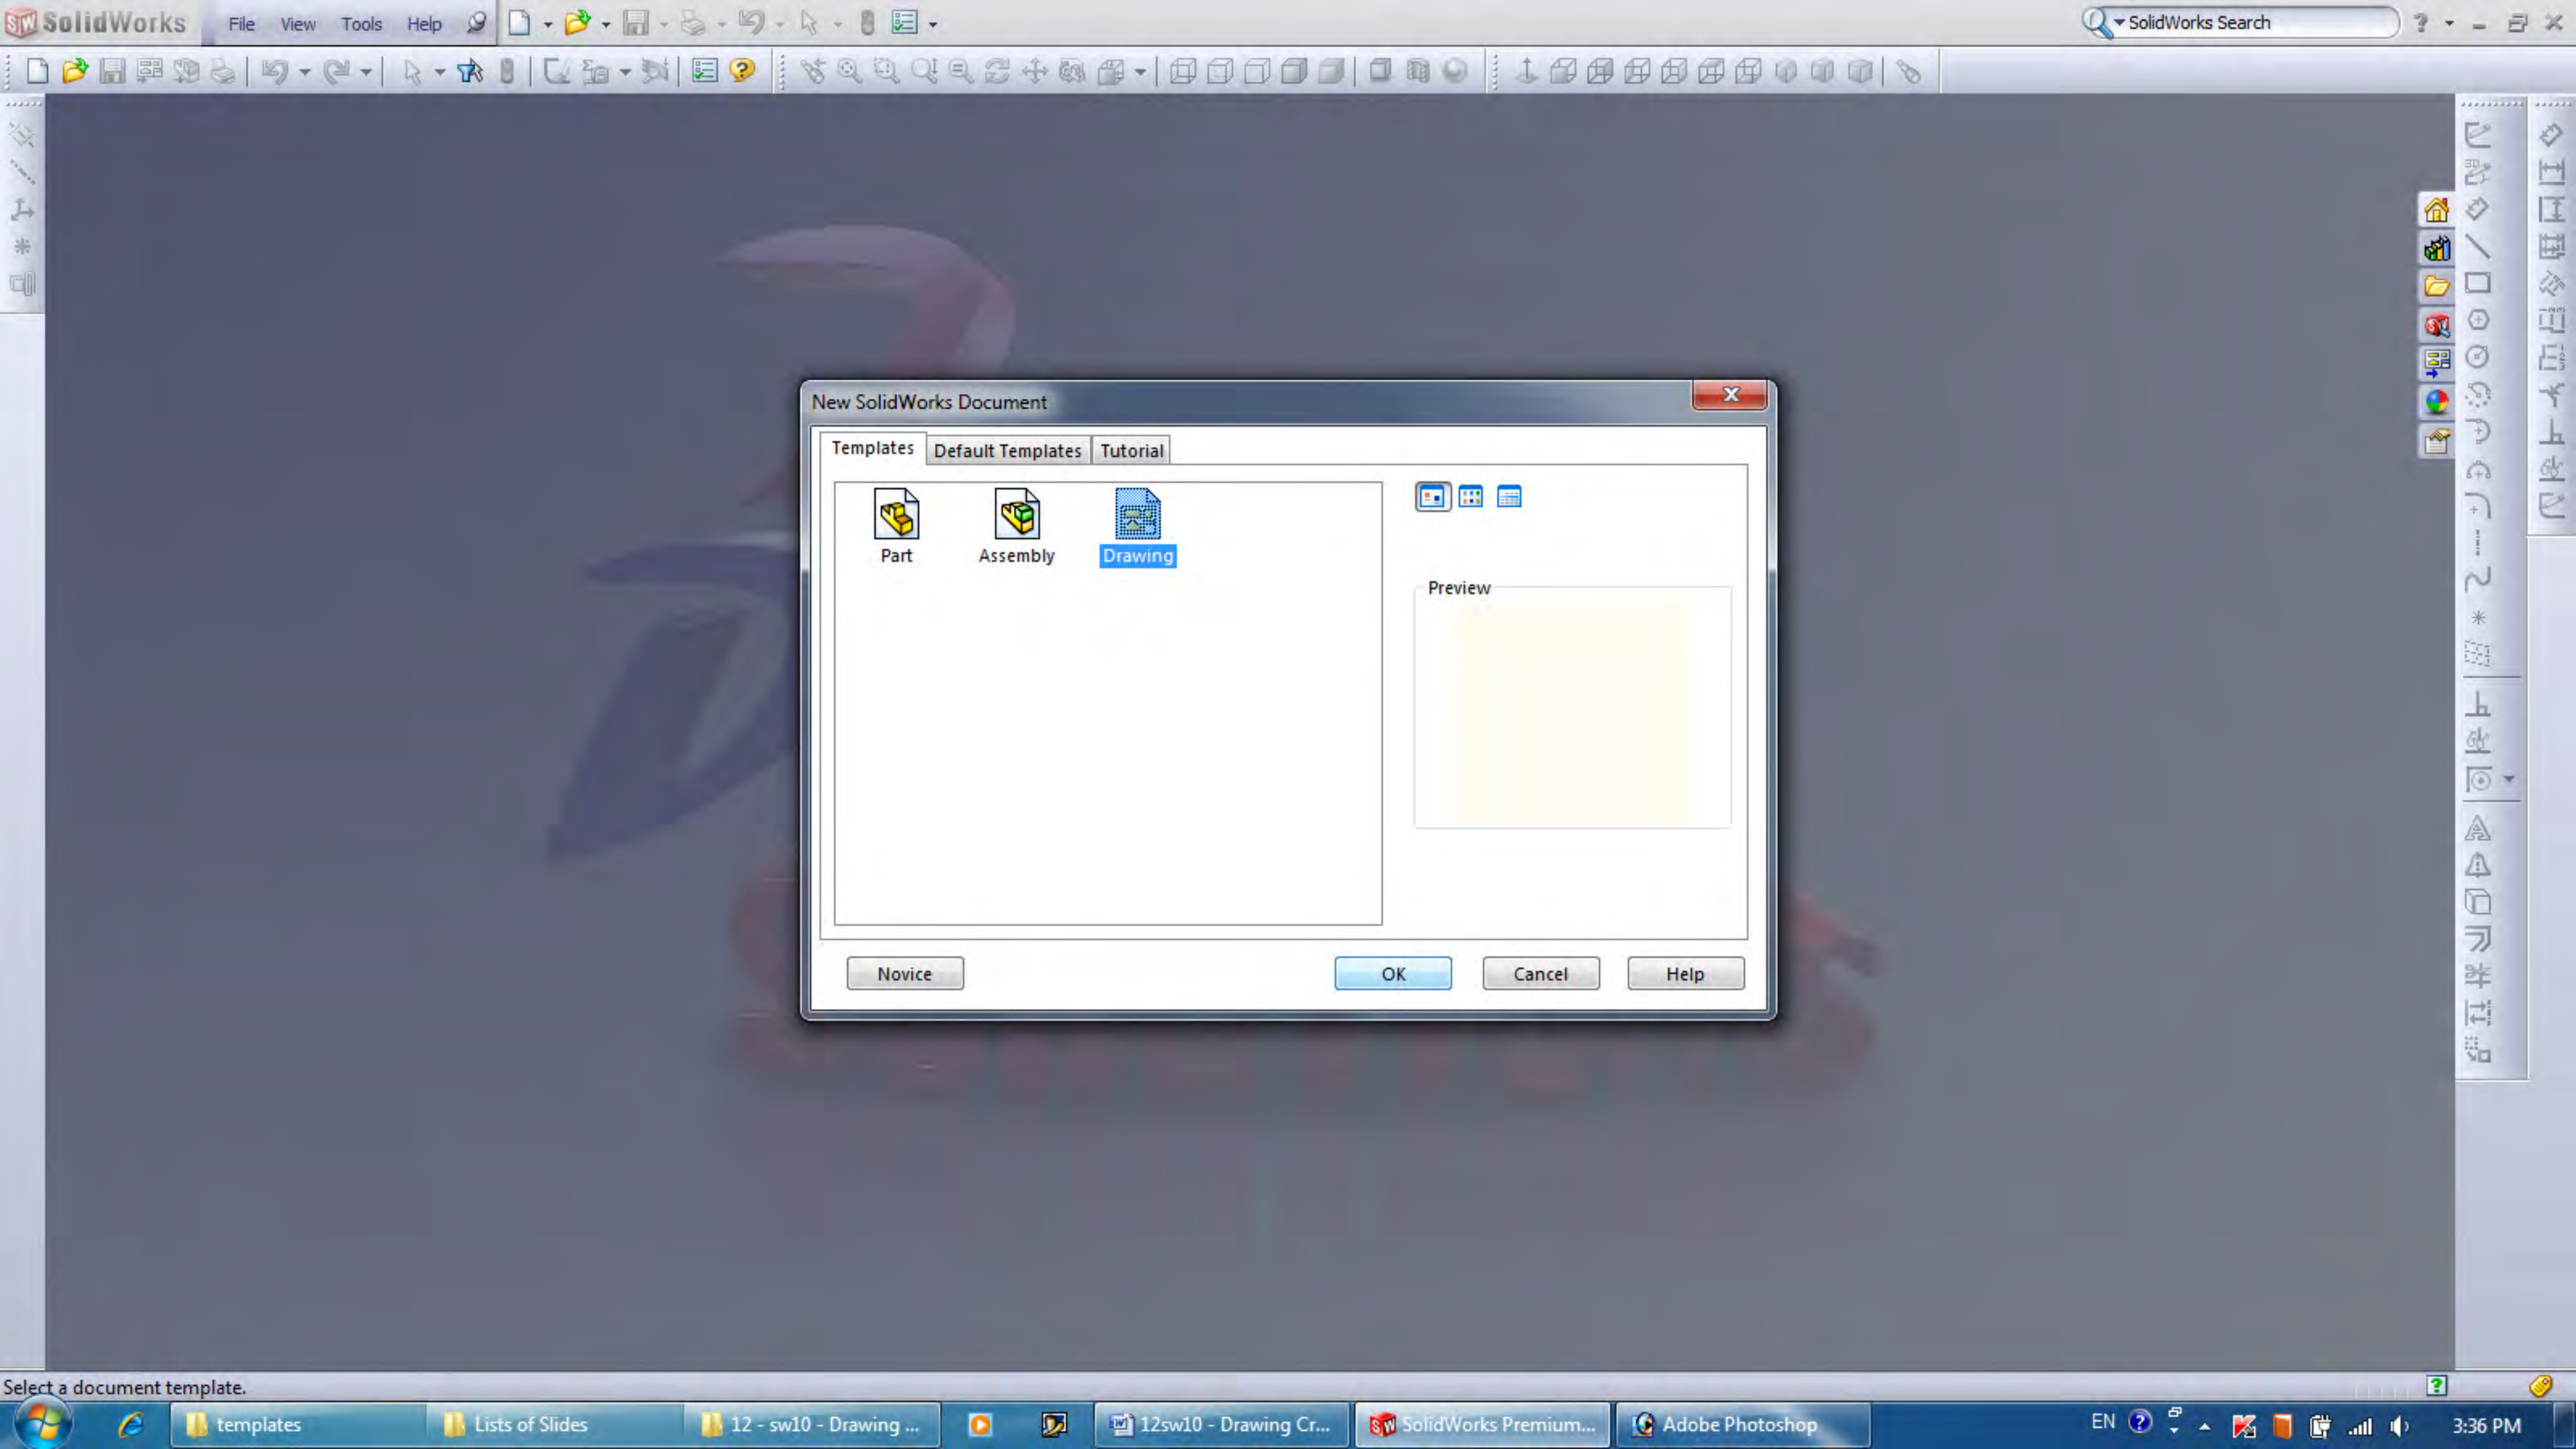 SolidWorks File View Tools Help SolidWorks Search ?
New SolidWorks Document
Templates Default Templates Tutorial
Part Assembly Drawing
Preview
Novice OK Cancel Help
Select a document template.
templates Lists of Slides 12 - sw10 - Drawing ... 12sw10 - Drawing Cr... SolidWorks Premium... Adobe Photoshop EN 3:36 PM